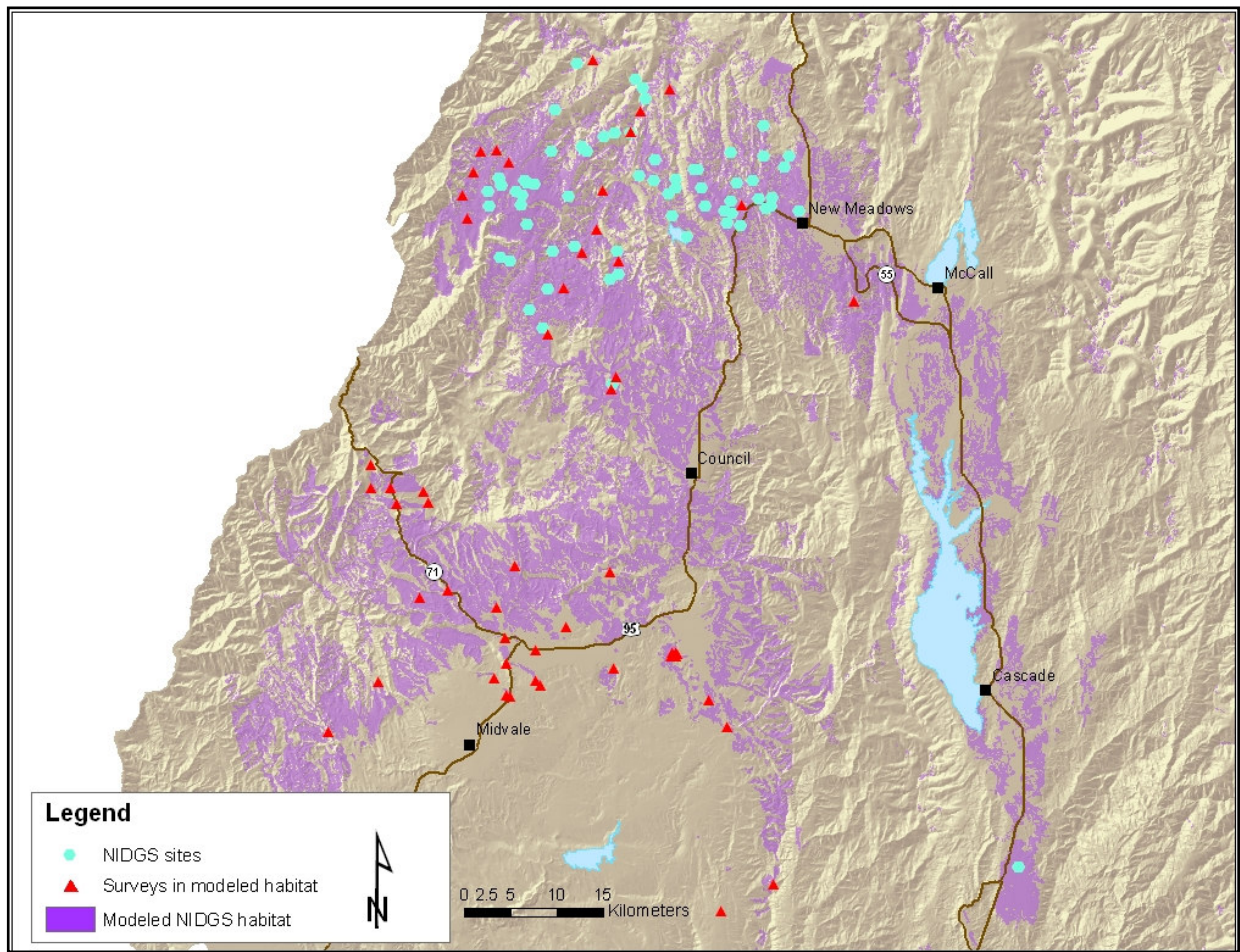 New Meadows
55
McCall
Council
71
95
Cascade
Midvale
Legend
NIDGS sites
Surveys in modeled habitat
Modeled NIDGS habitat
N
0 2.5 5 10 15
Kilometers